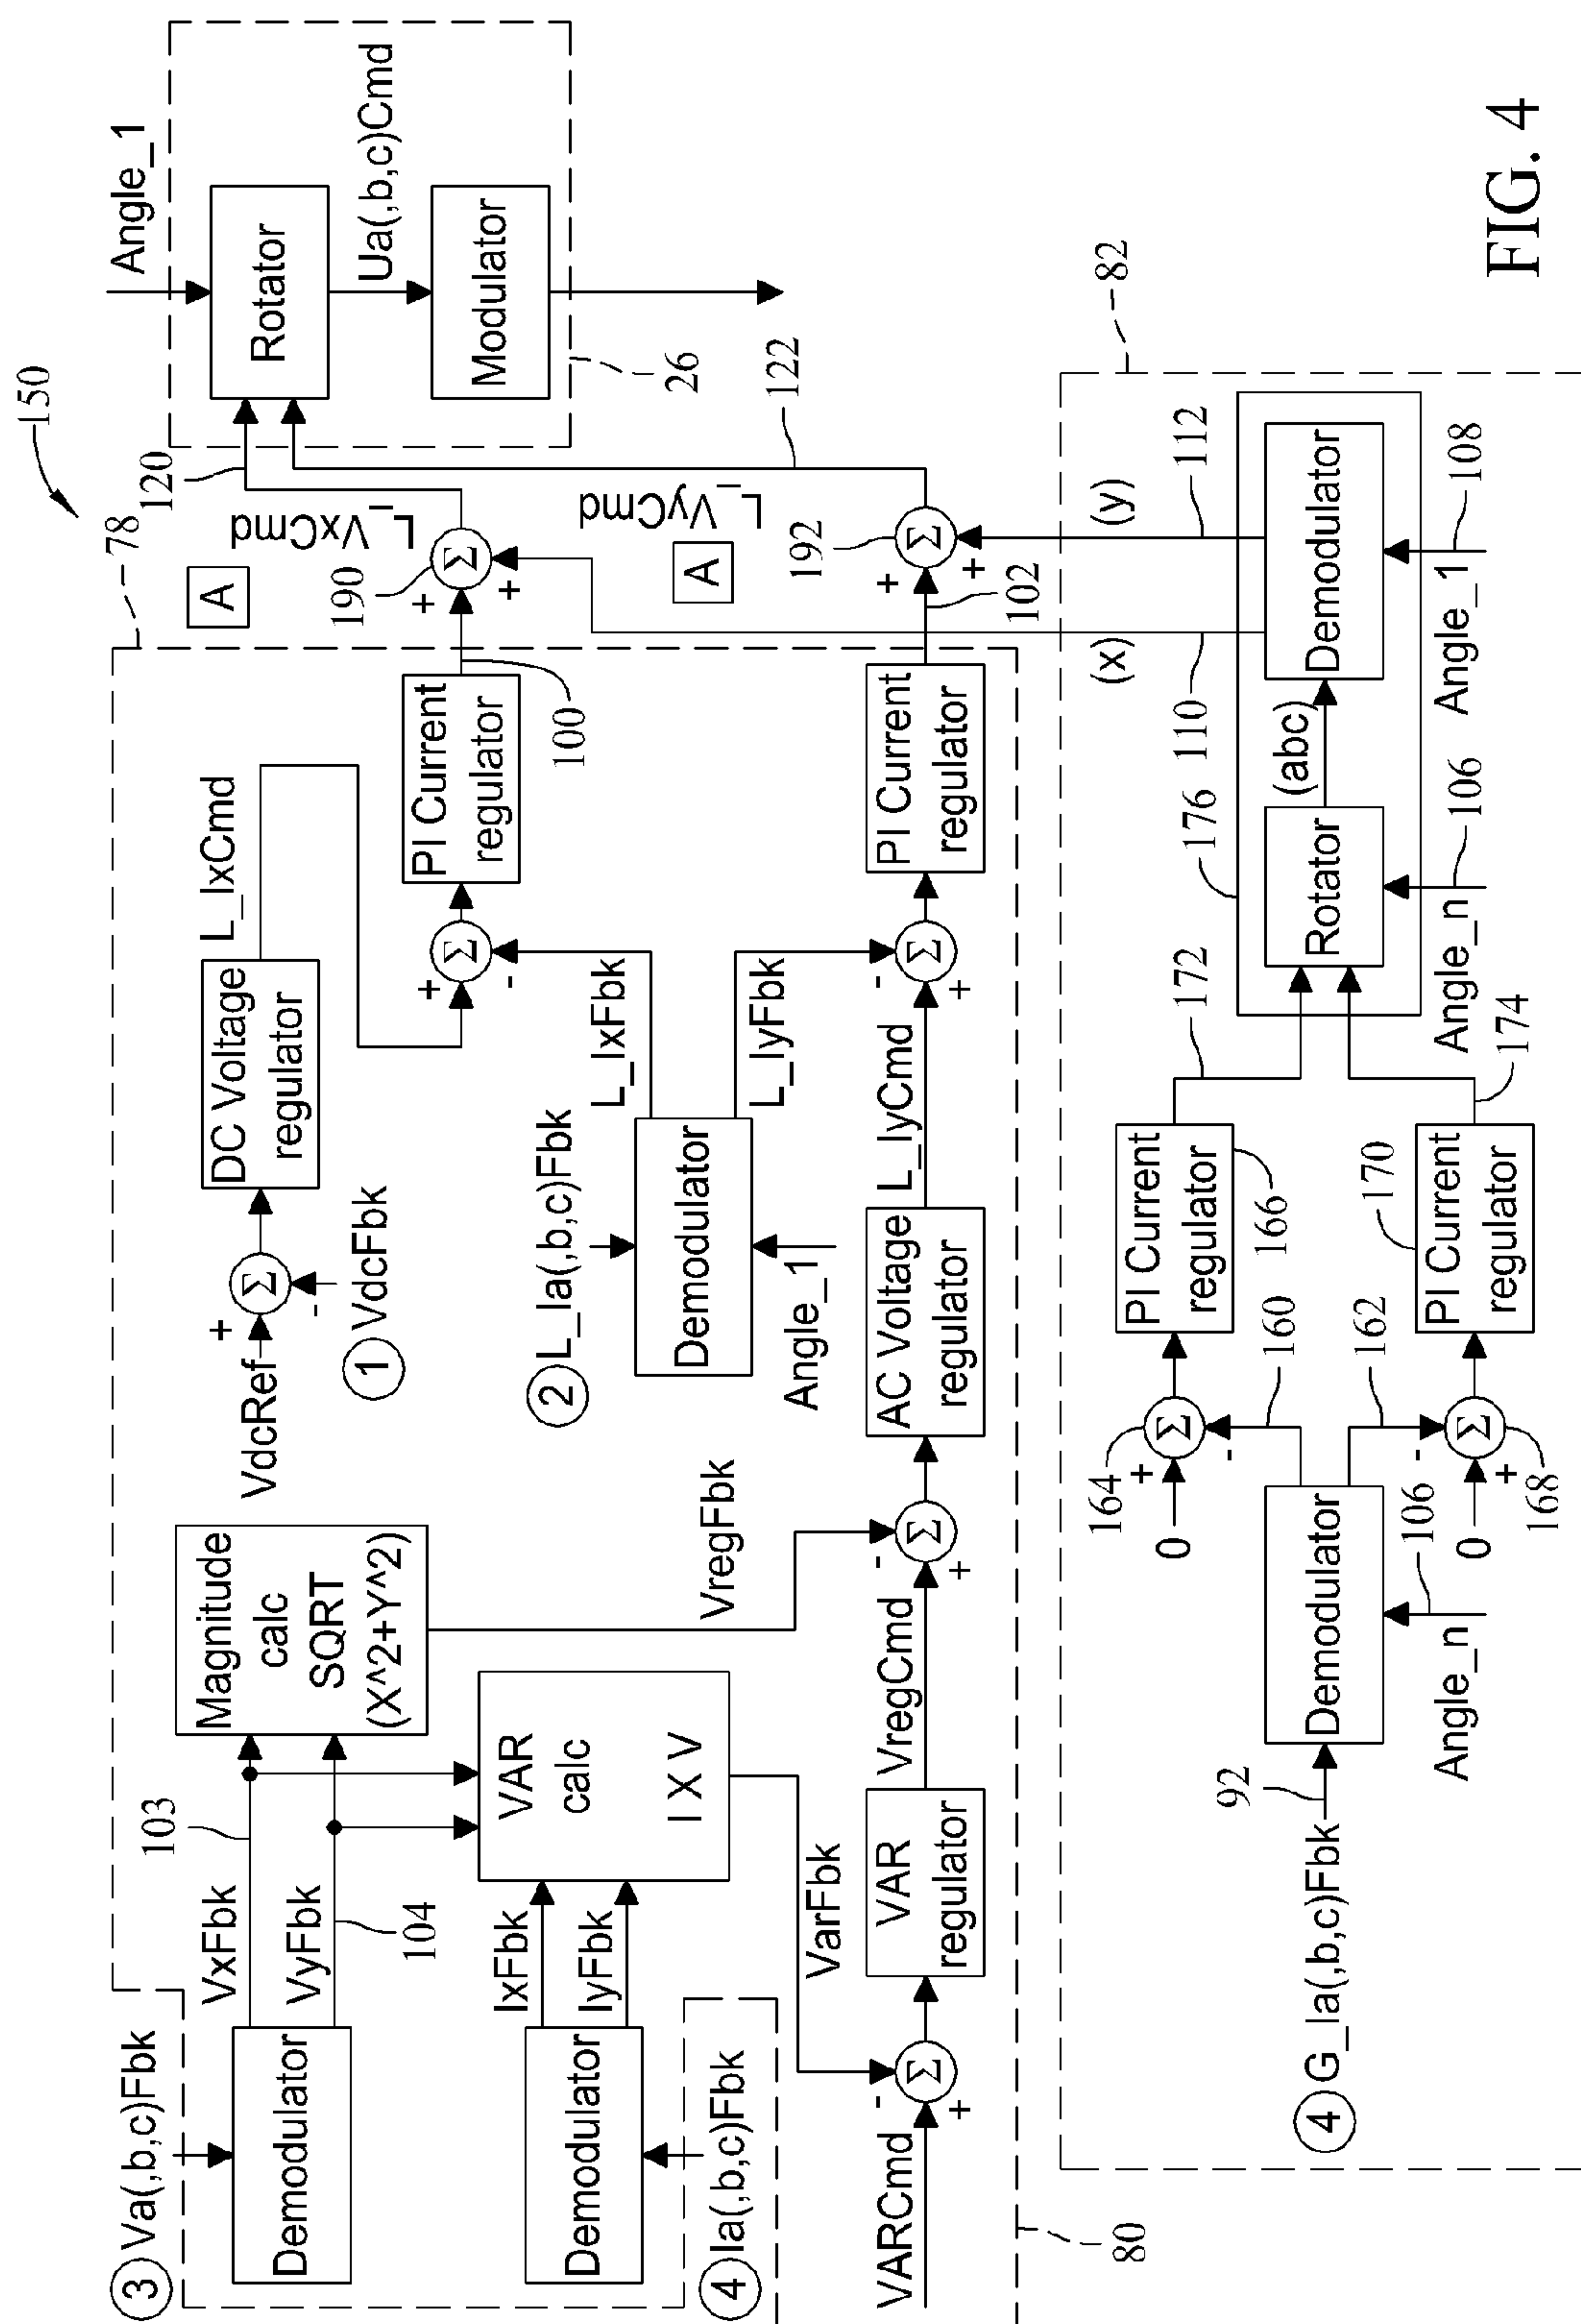 150
78
Angle_1
120
Rotator
Ua(,b,c)Cmd
Modulator
26
122
L_VxCmd
A
190
Σ
+
+
L_VyCmd
A
192
Σ
+
+
102
(x)
(y)
110
112
3
Va(,b,c)Fbk
Demodulator
VxFbk
VyFbk
103
104
Magnitude
calc
SQRT
(X^2+Y^2)
VdcRef
+
Σ
-
1
VdcFbk
DC Voltage
regulator
L_IxCmd
+
Σ
-
PI Current
regulator
100
Demodulator
4
Ia(,b,c)Fbk
IxFbk
IyFbk
VAR
calc
I X V
VregFbk
2
L_Ia(,b,c)Fbk
Demodulator
Angle_1
L_IxFbk
L_IyFbk
VARCmd
-
Σ
+
VarFbk
VAR
regulator
VregCmd
-
Σ
+
AC Voltage
regulator
L_IyCmd
-
Σ
+
PI Current
regulator
80
82
4
G_Ia(,b,c)Fbk
92
Demodulator
Angle_n
106
164
0
+
Σ
-
160
PI Current
regulator
166
172
162
0
-
Σ
+
168
PI Current
regulator
170
174
176
Rotator
(abc)
Demodulator
Angle_n
106
Angle_1
108
FIG. 4